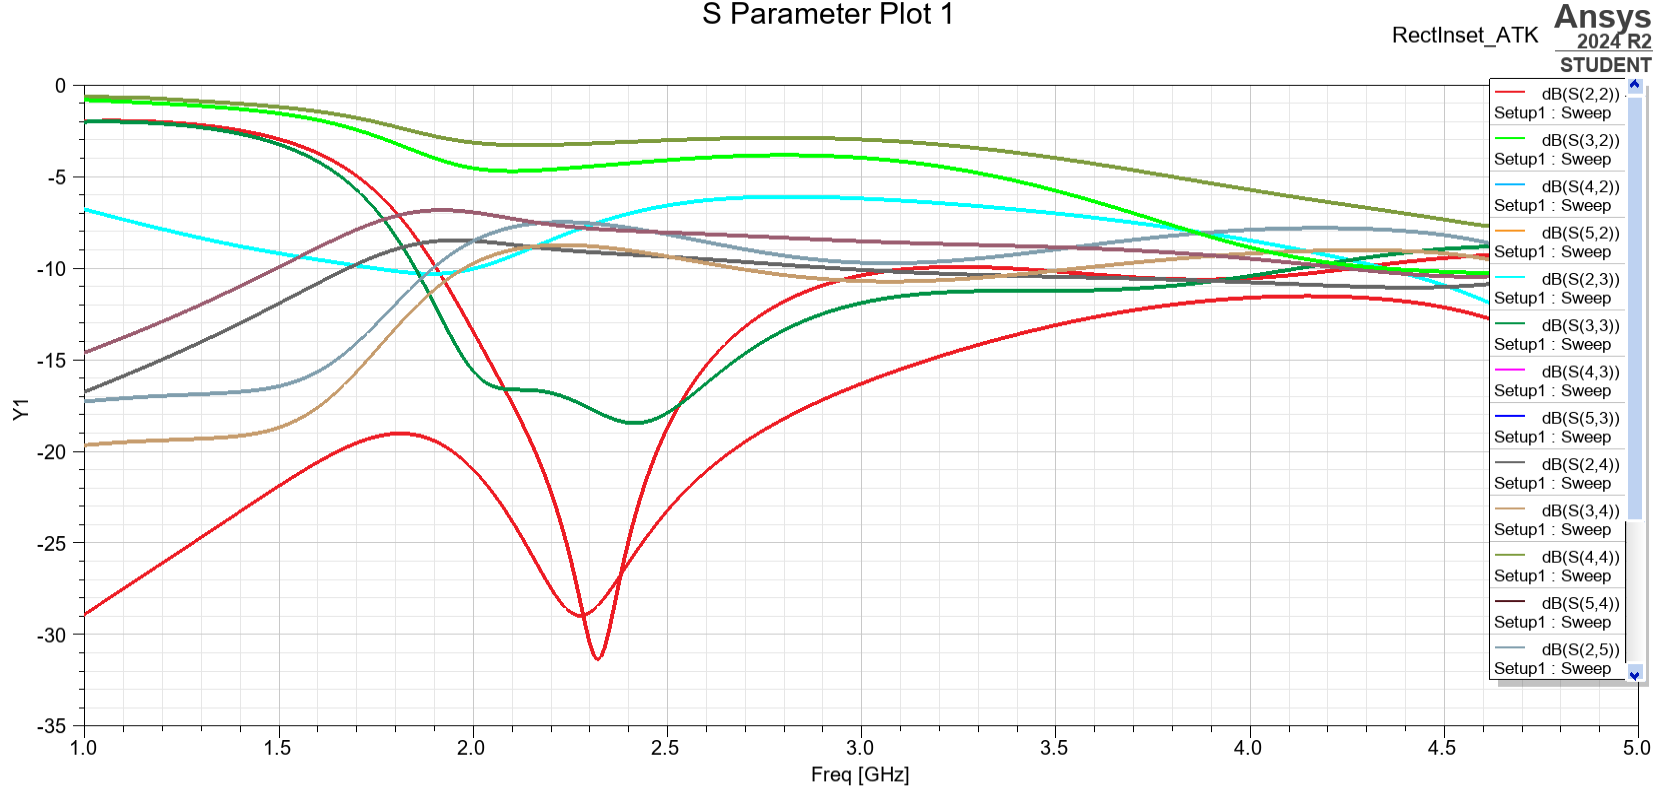 S Parameter Plot 1
RectInset_ATK
Ansys
2024 R2
STUDENT
0
-5
-10
-15
-20
-25
-30
-35
Y1
1.0
1.5
2.0
2.5
3.0
3.5
4.0
4.5
5.0
Freq [GHz]
dB(S(2,2))
Setup1 : Sweep
dB(S(3,2))
Setup1 : Sweep
dB(S(4,2))
Setup1 : Sweep
dB(S(5,2))
Setup1 : Sweep
dB(S(2,3))
Setup1 : Sweep
dB(S(3,3))
Setup1 : Sweep
dB(S(4,3))
Setup1 : Sweep
dB(S(5,3))
Setup1 : Sweep
dB(S(2,4))
Setup1 : Sweep
dB(S(3,4))
Setup1 : Sweep
dB(S(4,4))
Setup1 : Sweep
dB(S(5,4))
Setup1 : Sweep
dB(S(2,5))
Setup1 : Sweep